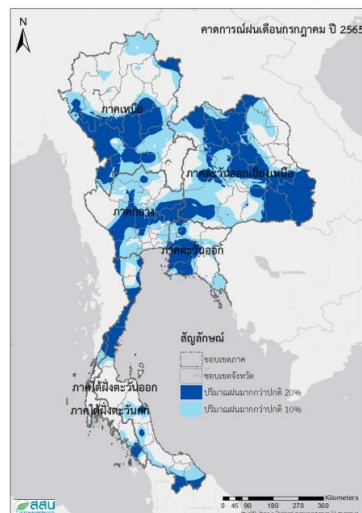 คาดการณ์ฝนเดือนกรกฎาคม ปี 2565
N
ภาคเหนือ
ภาคตะวันออกเฉียงเหนือ
ภาคกลาง
ภาคตะวันออก
ภาคใต้ฝั่งตะวันออก
ภาคใต้ฝั่งตะวันตก
สัญลักษณ์
ขอบเขตภาค
ขอบเขตจังหวัด
ปริมาณฝนมากกว่าปกติ 20%
ปริมาณฝนมากกว่าปกติ 10%
สสน
0 45 90 180 270 360
Kilometers